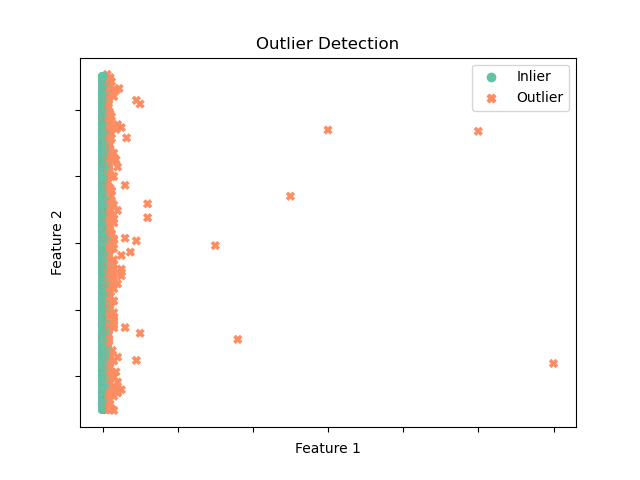 Outlier Detection
Inlier
Outlier
Feature 2
Feature 1